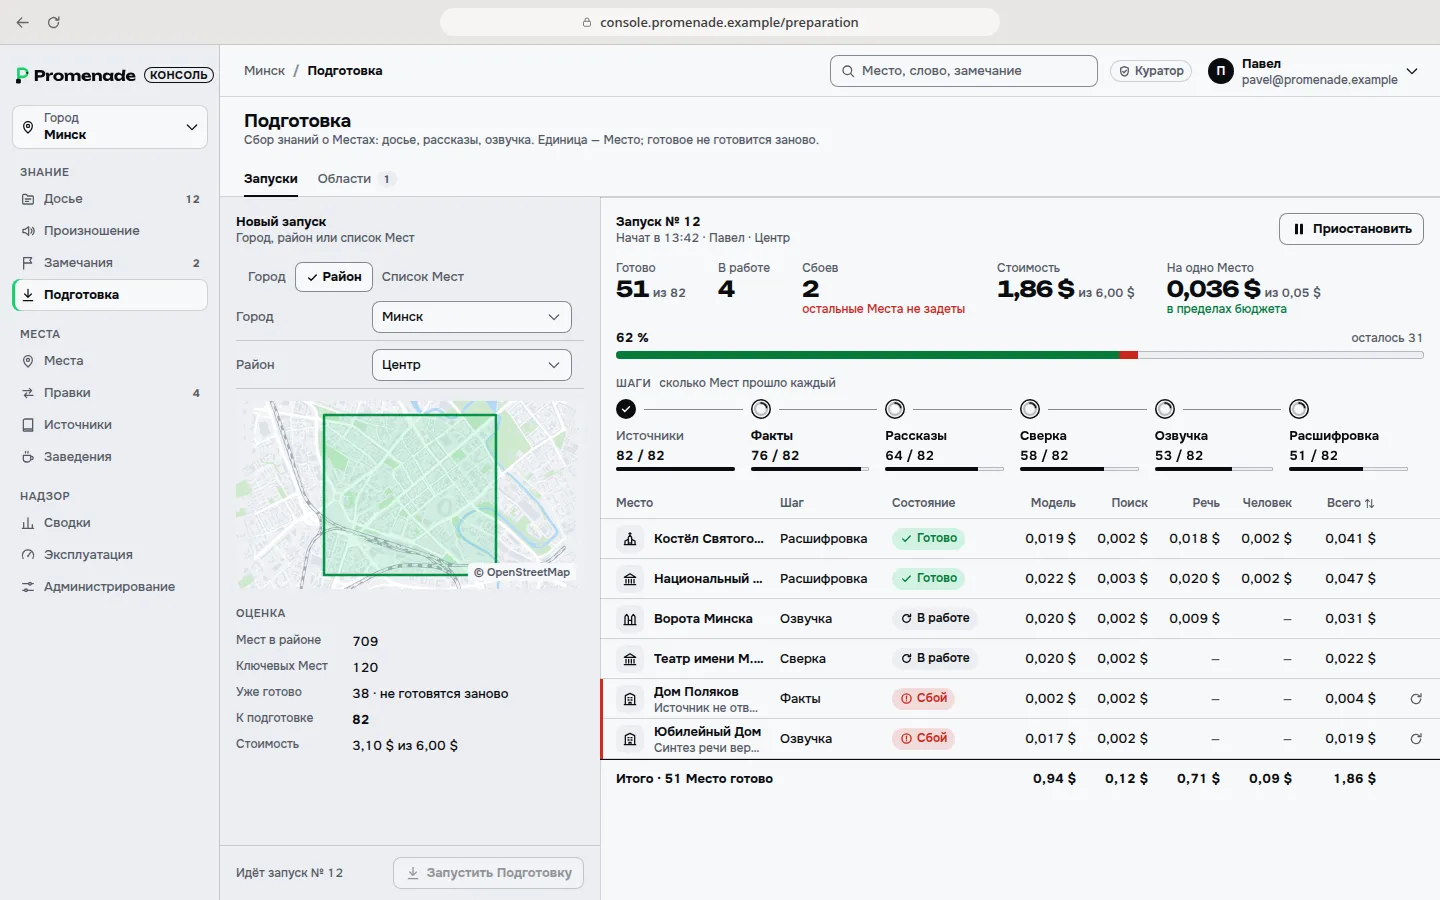 console.promenade.example/preparation
Promenade КОНСОЛЬ
Город
Минск
ЗНАНИЕ
Досье 12
Произношение
Замечания 2
Подготовка
МЕСТА
Места
Правки 4
Источники
Заведения
НАДЗОР
Сводки
Эксплуатация
Администрирование
Минск / Подготовка
Место, слово, замечание
Куратор
П
Павел
pavel@promenade.example
Подготовка
Сбор знаний о Местах: досье, рассказы, озвучка. Единица — Место; готовое не готовится заново.
Запуски
Области 1
Новый запуск
Город, район или список Мест
Город
Район
Список Мест
Город Минск
Район Центр
© OpenStreetMap
ОЦЕНКА
Мест в районе 709
Ключевых Мест 120
Уже готово 38 · не готовятся заново
К подготовке 82
Стоимость 3,10 $ из 6,00 $
Идёт запуск № 12
Запустить Подготовку
Запуск № 12
Начат в 13:42 · Павел · Центр
Приостановить
Готово
51 из 82
В работе
4
Сбоев
2
остальные Места не задеты
Стоимость
1,86 $ из 6,00 $
На одно Место
0,036 $ из 0,05 $
в пределах бюджета
62 %
осталось 31
ШАГИ сколько Мест прошло каждый
Источники
82 / 82
Факты
76 / 82
Рассказы
64 / 82
Сверка
58 / 82
Озвучка
53 / 82
Расшифровка
51 / 82
Место Шаг Состояние Модель Поиск Речь Человек Всего
Костёл Святого... Расшифровка Готово 0,019 $ 0,002 $ 0,018 $ 0,002 $ 0,041 $
Национальный ... Расшифровка Готово 0,022 $ 0,003 $ 0,020 $ 0,002 $ 0,047 $
Ворота Минска Озвучка В работе 0,020 $ 0,002 $ 0,009 $ – 0,031 $
Театр имени М.... Сверка В работе 0,020 $ 0,002 $ – – 0,022 $
Дом Поляков Факты Сбой 0,002 $ 0,002 $ – – 0,004 $
Источник не отв...
Юбилейный Дом Озвучка Сбой 0,017 $ 0,002 $ – – 0,019 $
Синтез речи вер...
Итого · 51 Место готово 0,94 $ 0,12 $ 0,71 $ 0,09 $ 1,86 $